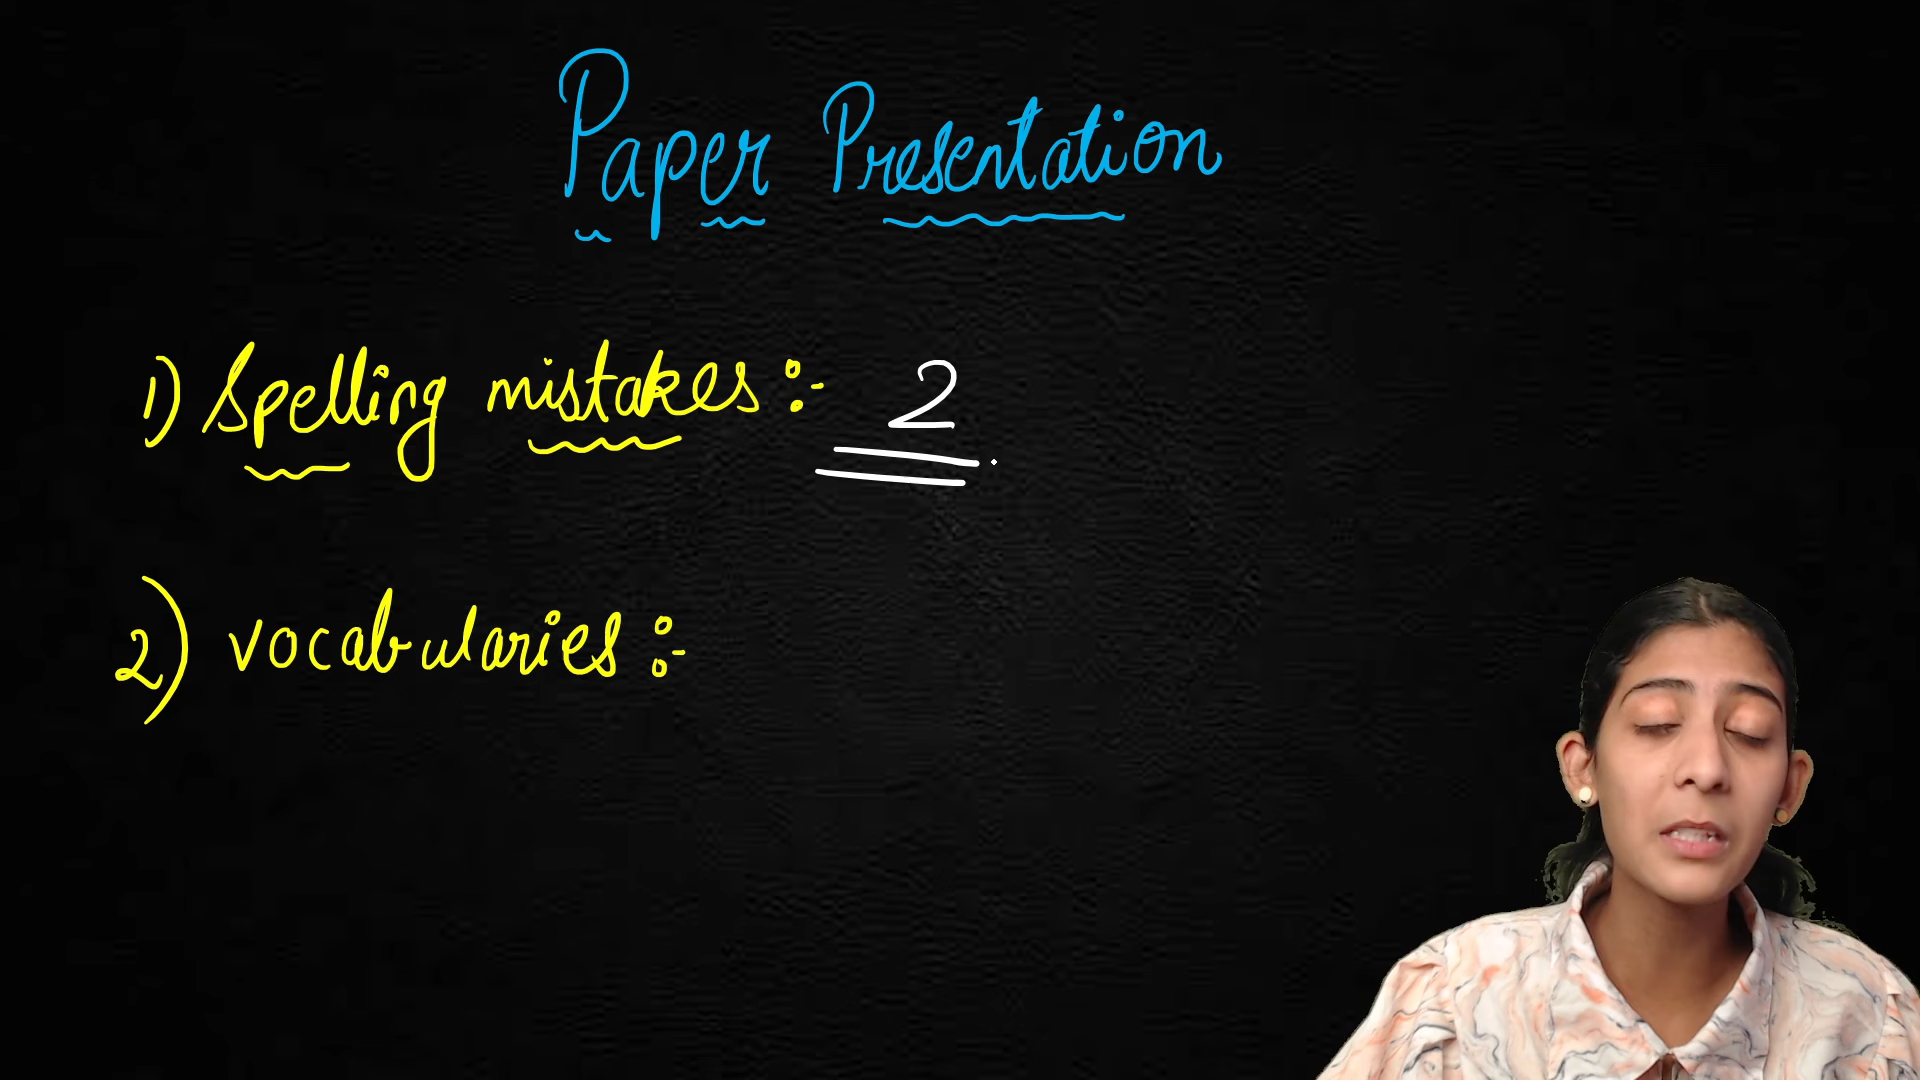 Paper Presentation
1) Spelling mistakes :- 2
2) vocabularies :-